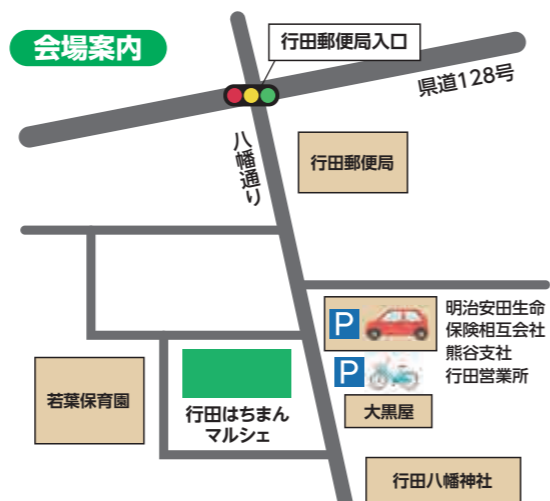 会場案内
行田郵便局入口
県道128号
八幡通り
行田郵便局
P
明治安田生命
保険相互会社
熊谷支社
行田営業所
P
大黒屋
若葉保育園
行田はちまん
マルシェ
行田八幡神社